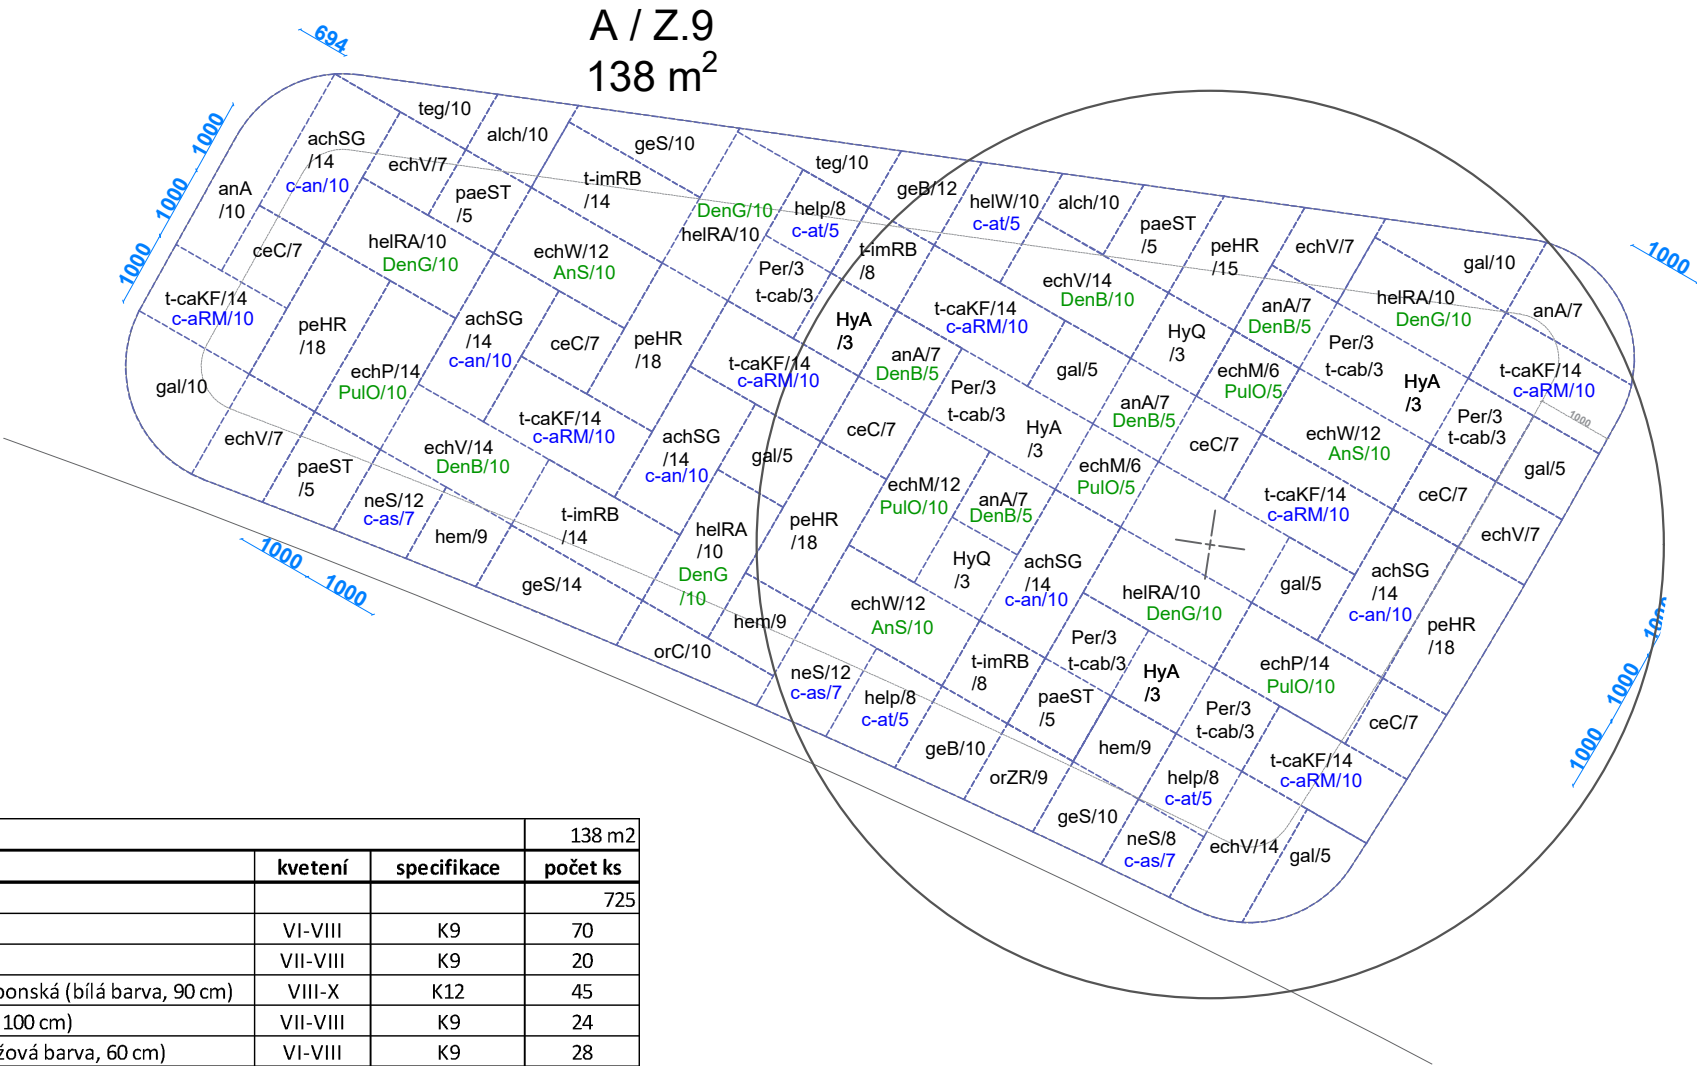 A / Z.9
138 m²
694
1000
1000
1000
teg/10
alch/10
geS/10
achSG
/14
c-an/10
echV/7
teg/10
anA
/10
paeST
/5
t-imRB
/14
DenG/10
helRA/10
help/8
c-at/5
geB/12
helW/10
c-at/5
alch/10
paeST
/5
peHR
/15
echV/7
gal/10
1000
ceC/7
helRA/10
DenG/10
echW/12
AnS/10
Per/3
t-cab/3
t-imRB
/8
echV/14
DenB/10
anA/7
DenB/5
helRA/10
DenG/10
anA/7
t-caKF/14
c-aRM/10
peHR
/18
achSG
/14
c-an/10
ceC/7
peHR
/18
HyA
/3
t-caKF/14
c-aRM/10
HyQ
/3
Per/3
t-cab/3
gal/10
echP/14
PulO/10
t-caKF/14
c-aRM/10
anA/7
DenB/5
gal/5
echM/6
PulO/5
HyA
/3
t-caKF/14
c-aRM/10
1000
echV/7
t-caKF/14
c-aRM/10
ceC/7
Per/3
t-cab/3
anA/7
DenB/5
Per/3
t-cab/3
paeST
/5
echV/14
DenB/10
achSG
/14
c-an/10
gal/5
HyA
/3
ceC/7
echW/12
AnS/10
gal/5
neS/12
c-as/7
hem/9
t-imRB
/14
helRA
/10
DenG
/10
peHR
/18
echM/12
PulO/10
anA/7
DenB/5
echM/6
PulO/5
t-caKF/14
c-aRM/10
ceC/7
echV/7
1000
1000
geS/14
HyQ
/3
achSG
/14
c-an/10
helRA/10
DenG/10
gal/5
achSG
/14
c-an/10
hem/9
echW/12
AnS/10
peHR
/18
orC/10
neS/12
c-as/7
help/8
c-at/5
t-imRB
/8
Per/3
t-cab/3
HyA
/3
echP/14
PulO/10
1000
1000
1000
paeST
/5
Per/3
t-cab/3
ceC/7
geB/10
orZR/9
hem/9
help/8
c-at/5
t-caKF/14
c-aRM/10
geS/10
neS/8
c-as/7
echV/14
gal/5
138 m2
kvetení specifikace počet ks
725
VI-VIII K9 70
VII-VIII K9 20
ponská (bílá barva, 90 cm) VIII-X K12 45
100 cm) VII-VIII K9 24
žová barva, 60 cm) VI-VIII K9 28